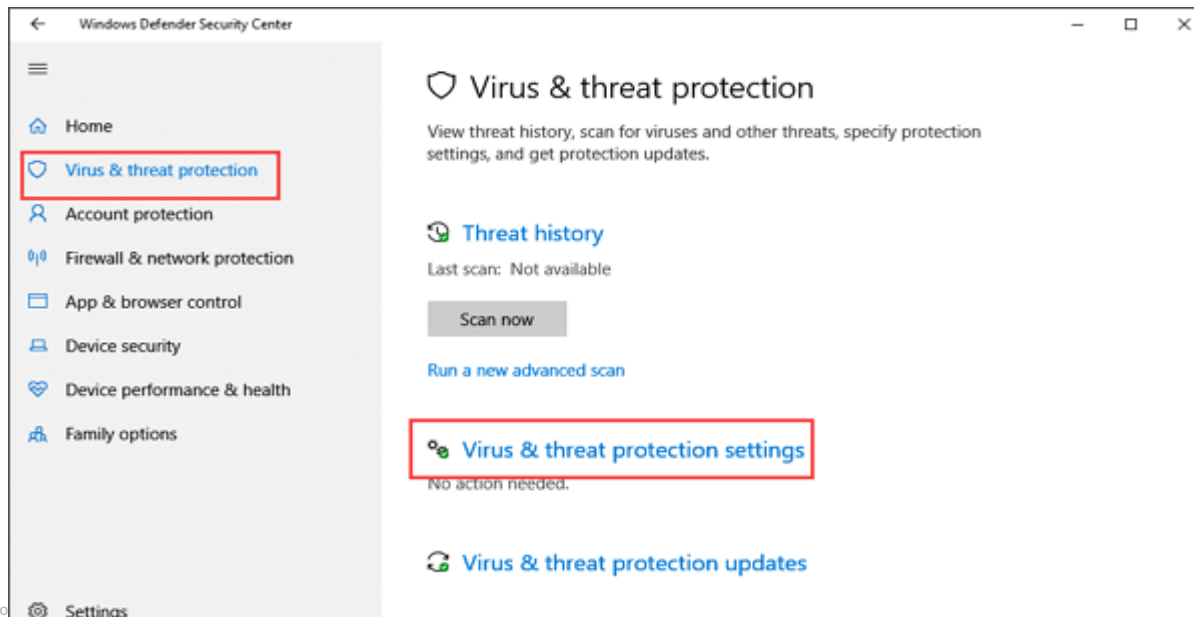 Windows Defender Security Center
Home
Virus & threat protection
Account protection
Firewall & network protection
App & browser control
Device security
Device performance & health
Family options
Settings
Virus & threat protection
View threat history, scan for viruses and other threats, specify protection
settings, and get protection updates.
Threat history
Last scan: Not available
Scan now
Run a new advanced scan
Virus & threat protection settings
No action needed.
Virus & threat protection updates